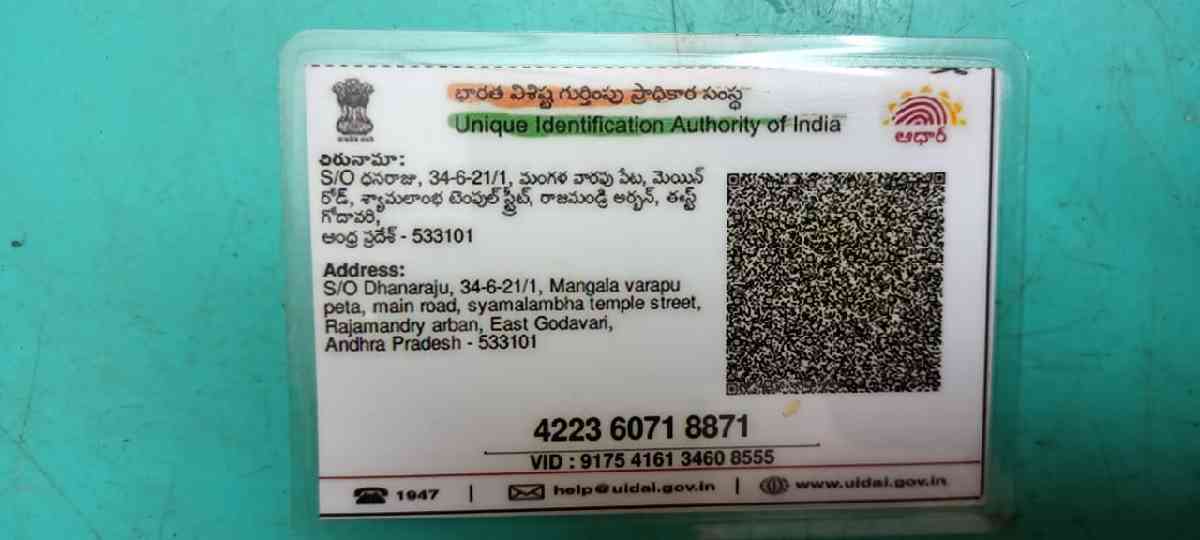 భారత విశిష్ట గుర్తింపు ప్రాధికార సంస్థ
Unique Identification Authority of India
ఆధార్
చిరునామా:
S/O ధనరాజు, 34-6-21/1, మంగళ వారపు పేట, మెయిన్
రోడ్, శ్యామలాంభ టెంపుల్ స్ట్రీట్, రాజమండ్రి అర్బన్, ఈస్ట్
గోదావరి,
ఆంధ్ర ప్రదేశ్ - 533101
Address:
S/O Dhanaraju, 34-6-21/1, Mangala varapu
peta, main road, syamalambha temple street,
Rajamandry arban, East Godavari,
Andhra Pradesh - 533101
4223 6071 8871
VID : 9175 4161 3460 8555
1947 | help@uidai.gov.in | www.uidai.gov.in